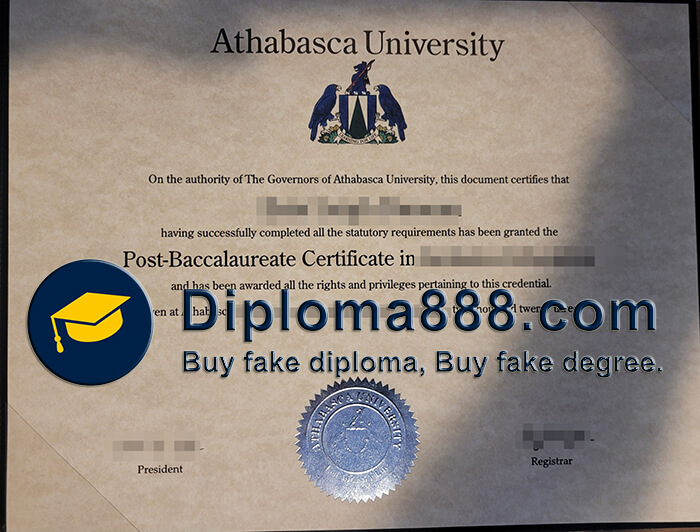 Athabasca University
On the authority of The Governors of Athabasca University, this document certifies that
having successfully completed all the statutory requirements has been granted the
Post-Baccalaureate Certificate in
and has been awarded all the rights and privileges pertaining to this credential.
Diploma888.com
Buy fake diploma, Buy fake degree.
ATHABASCA UNIVERSITY
President
Registrar